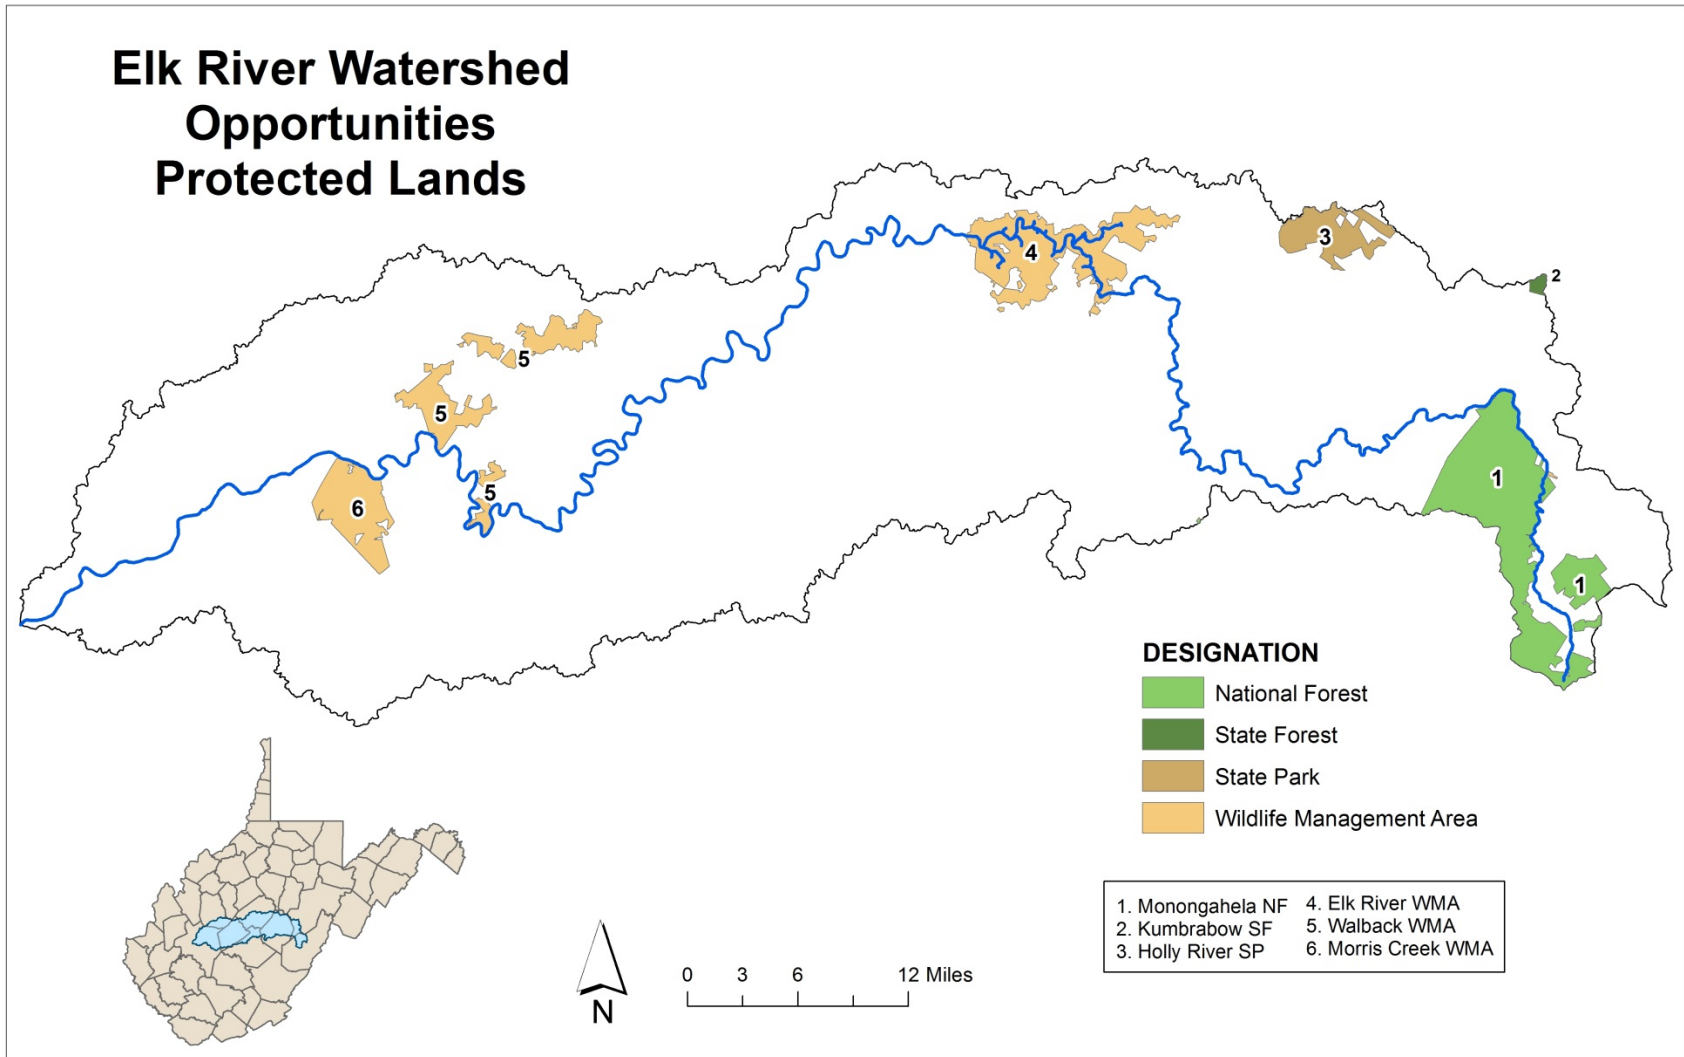 Elk River Watershed
Opportunities
Protected Lands
4
3
2
5
5
5
6
1
1
DESIGNATION
National Forest
State Forest
State Park
Wildlife Management Area
1. Monongahela NF
2. Kumbrabow SF
3. Holly River SP
4. Elk River WMA
5. Walback WMA
6. Morris Creek WMA
N
0 3 6 12 Miles